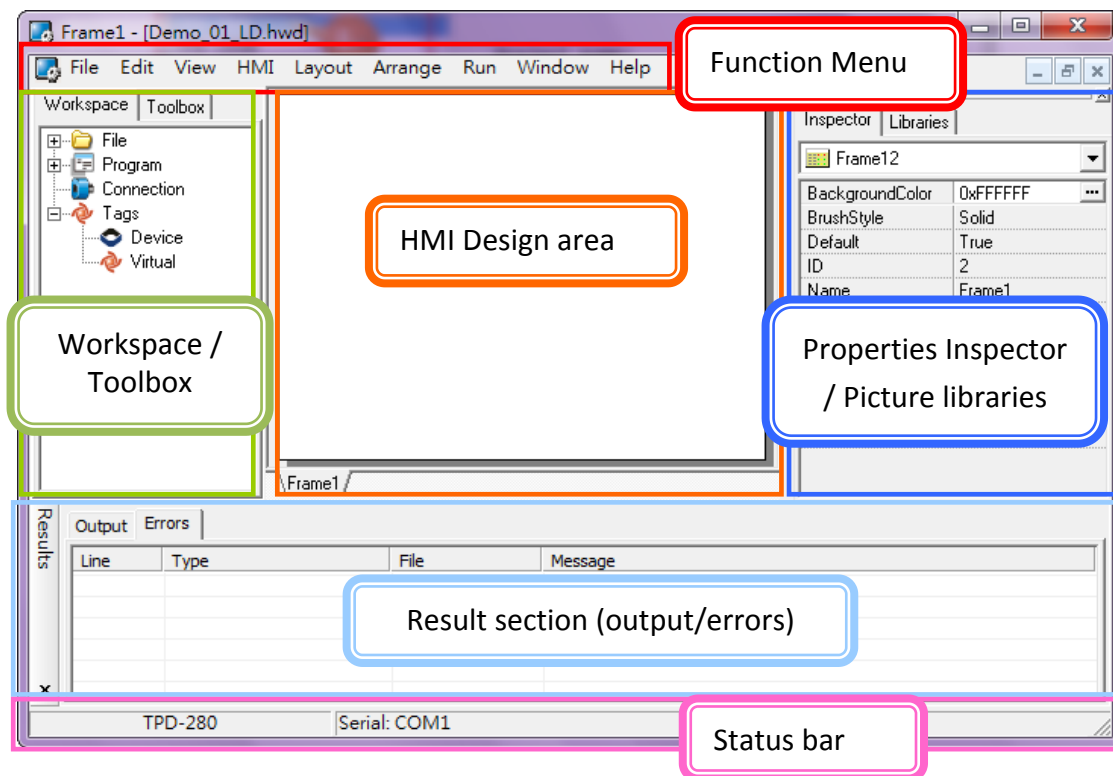 Frame1 - [Demo_01_LD.hwd]
Function Menu
File Edit View HMI Layout Arrange Run Window Help
Workspace Toolbox
File
Program
Connection
Tags
Device
Virtual
Workspace /
Toolbox
HMI Design area
Frame1
Inspector Libraries
Frame12
BackgroundColor 0xFFFFFF ...
BrushStyle Solid
Default True
ID 2
Name Frame1
Properties Inspector
/ Picture libraries
Results
Output Errors
Line Type File Message
Result section (output/errors)
TPD-280 Serial: COM1
Status bar